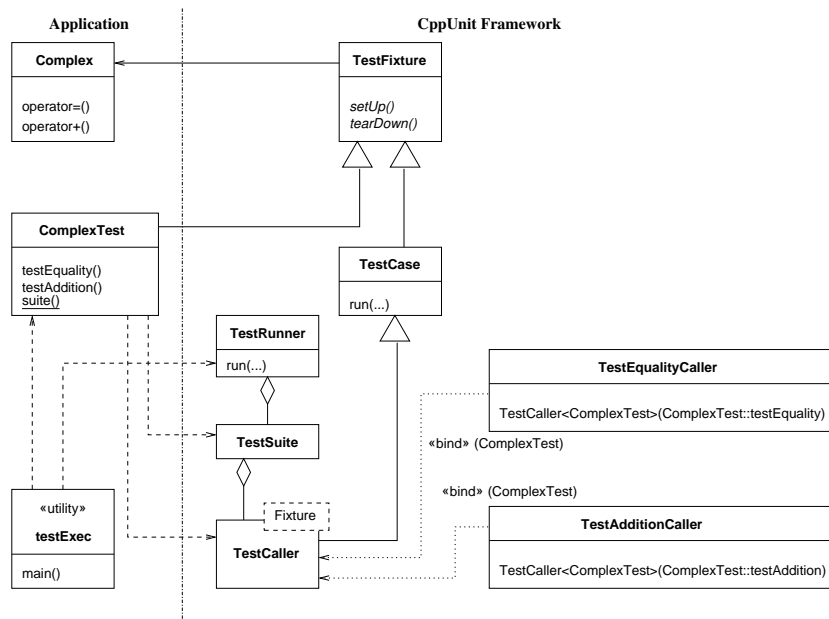 Application
CppUnit Framework
Complex
operator=()
operator+()
TestFixture
setUp()
tearDown()
ComplexTest
testEquality()
testAddition()
suite()
TestCase
run(...)
TestRunner
run(...)
TestEqualityCaller
TestCaller<ComplexTest>(ComplexTest::testEquality)
TestSuite
«bind» (ComplexTest)
«bind» (ComplexTest)
«utility»
testExec
main()
Fixture
TestCaller
TestAdditionCaller
TestCaller<ComplexTest>(ComplexTest::testAddition)